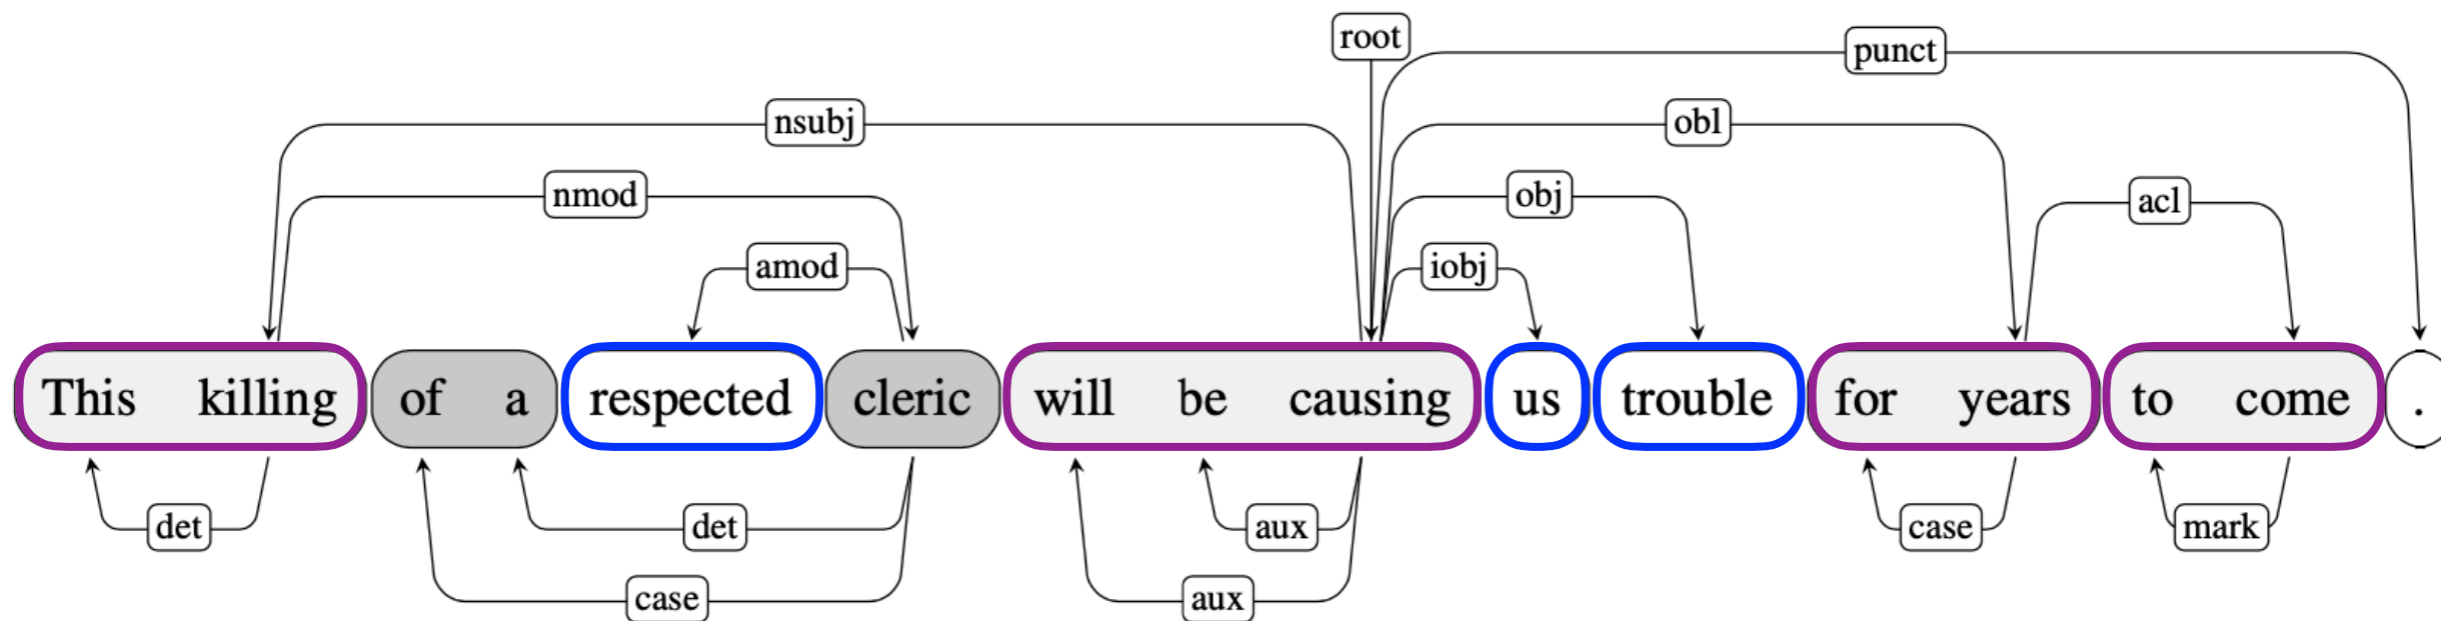 root
punct
nsubj
obl
nmod
obj
acl
amod
iobj
This killing of a respected cleric will be causing us trouble for years to come .
det
det
aux
case
mark
case
aux